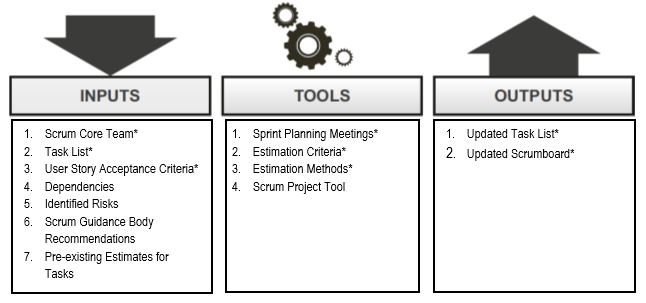 INPUTS
1. Scrum Core Team*
2. Task List*
3. User Story Acceptance Criteria*
4. Dependencies
5. Identified Risks
6. Scrum Guidance Body
Recommendations
7. Pre-existing Estimates for
Tasks
TOOLS
1. Sprint Planning Meetings*
2. Estimation Criteria*
3. Estimation Methods*
4. Scrum Project Tool
OUTPUTS
1. Updated Task List*
2. Updated Scrumboard*